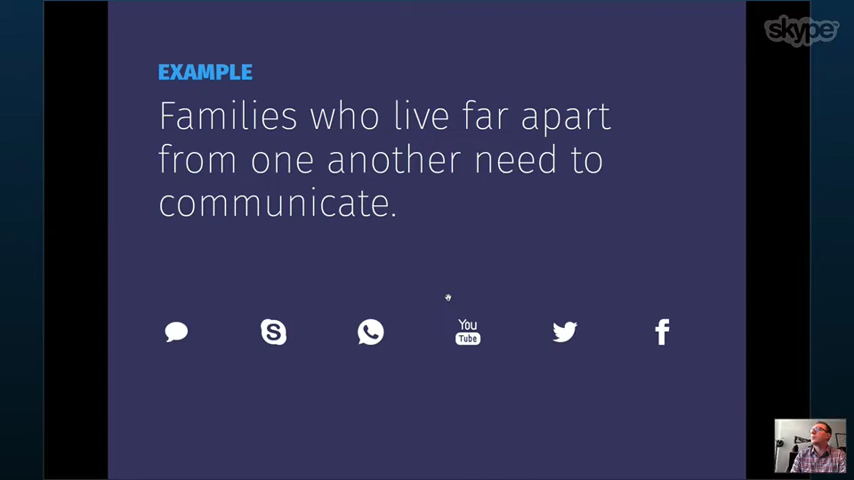 skype
EXAMPLE
Families who live far apart
from one another need to
communicate.
S
You
Tube
f